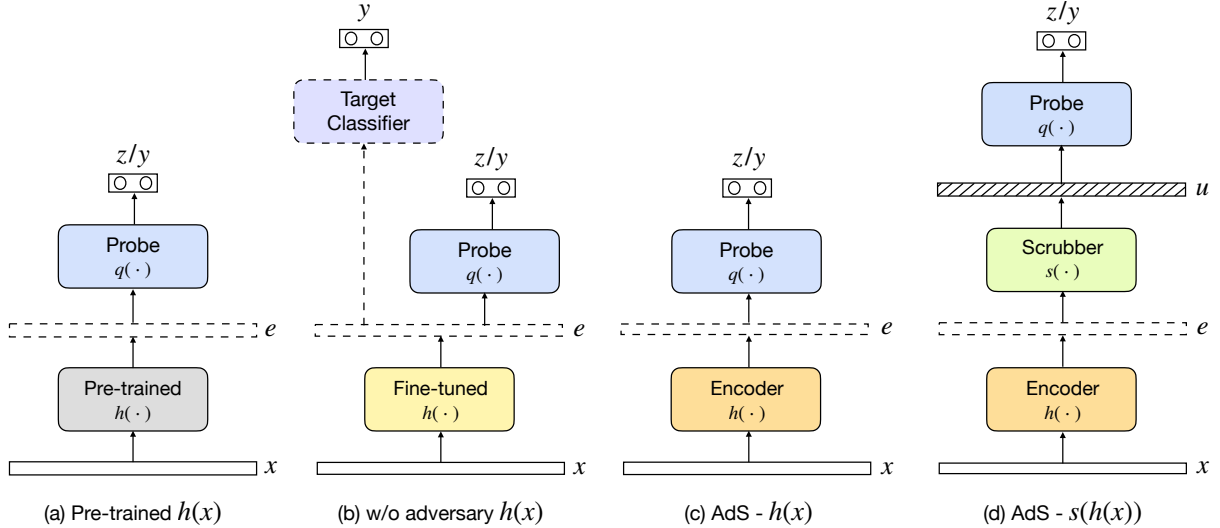 z/y
Probe
q(·)
e
Pre-trained
h(·)
x
(a) Pre-trained h(x)
y
Target
Classifier
z/y
Probe
q(·)
e
Fine-tuned
h(·)
x
(b) w/o adversary h(x)
z/y
Probe
q(·)
e
Encoder
h(·)
x
(c) AdS - h(x)
z/y
Probe
q(·)
u
Scrubber
s(·)
e
Encoder
h(·)
x
(d) AdS - s(h(x))